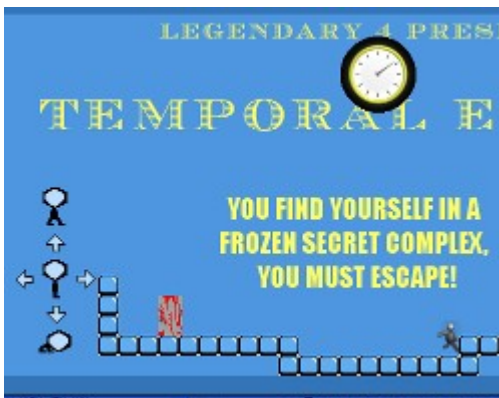 LEGENDARY 4 PRES
TEMPORAL E
YOU FIND YOURSELF IN A
FROZEN SECRET COMPLEX,
YOU MUST ESCAPE!